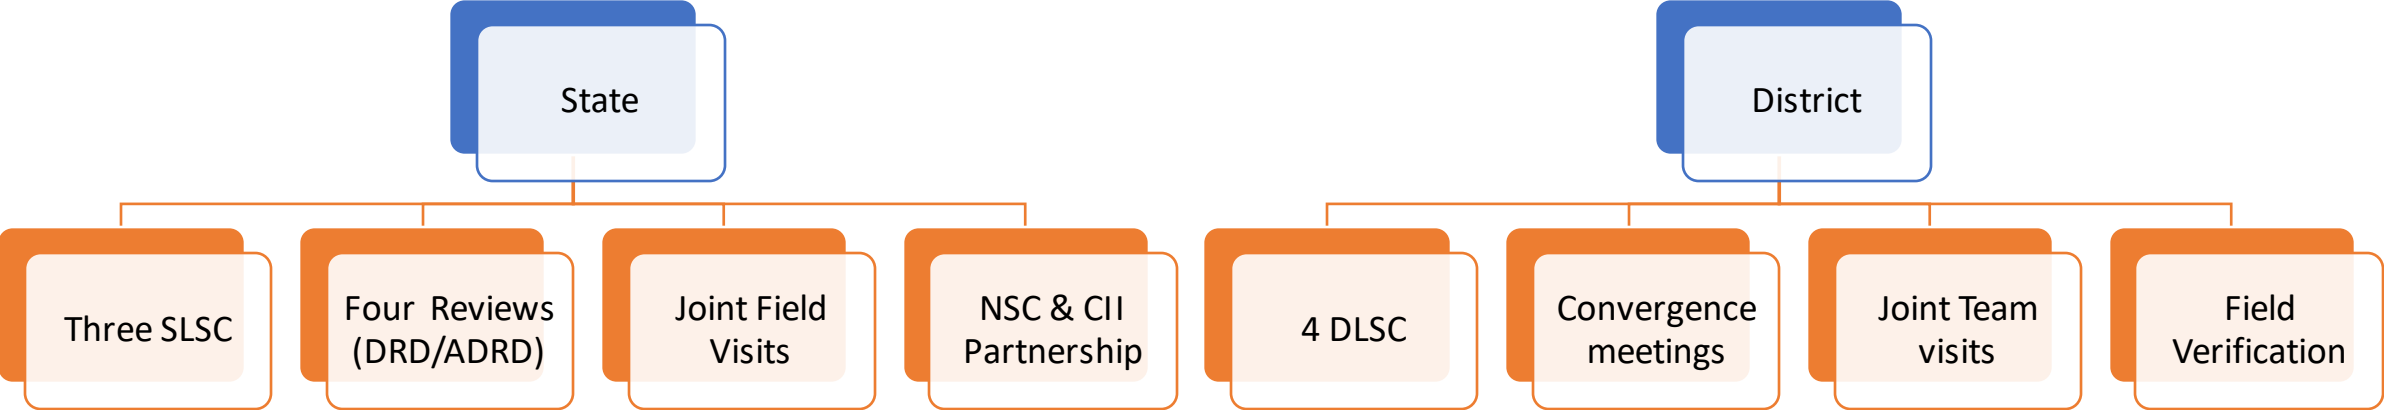 State
District
Three SLSC
Four Reviews
(DRD/ADRD)
Joint Field
Visits
NSC & CII
Partnership
4 DLSC
Convergence
meetings
Joint Team
visits
Field
Verification